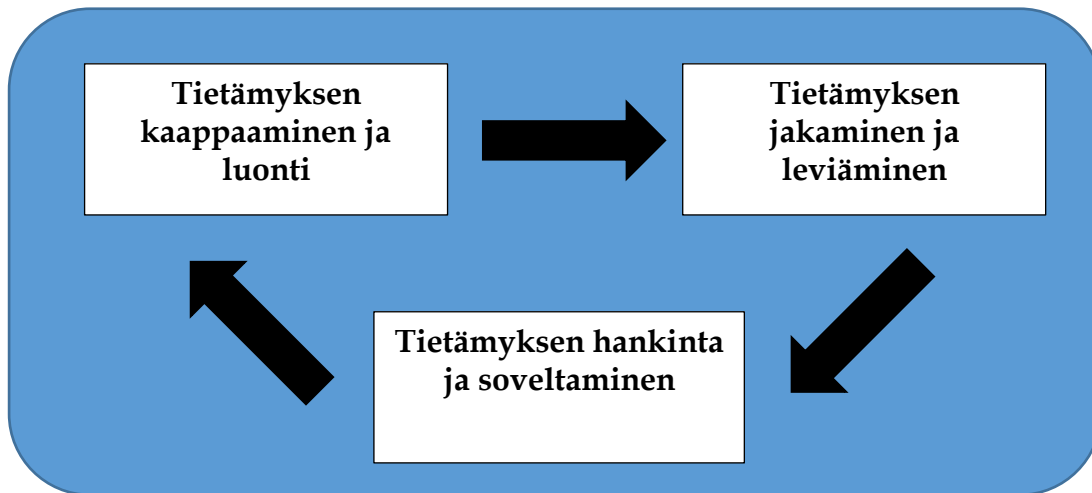 Tietämyksen
kaappaaminen ja
luonti
Tietämyksen
jakaminen ja
leviäminen
Tietämyksen hankinta
ja soveltaminen